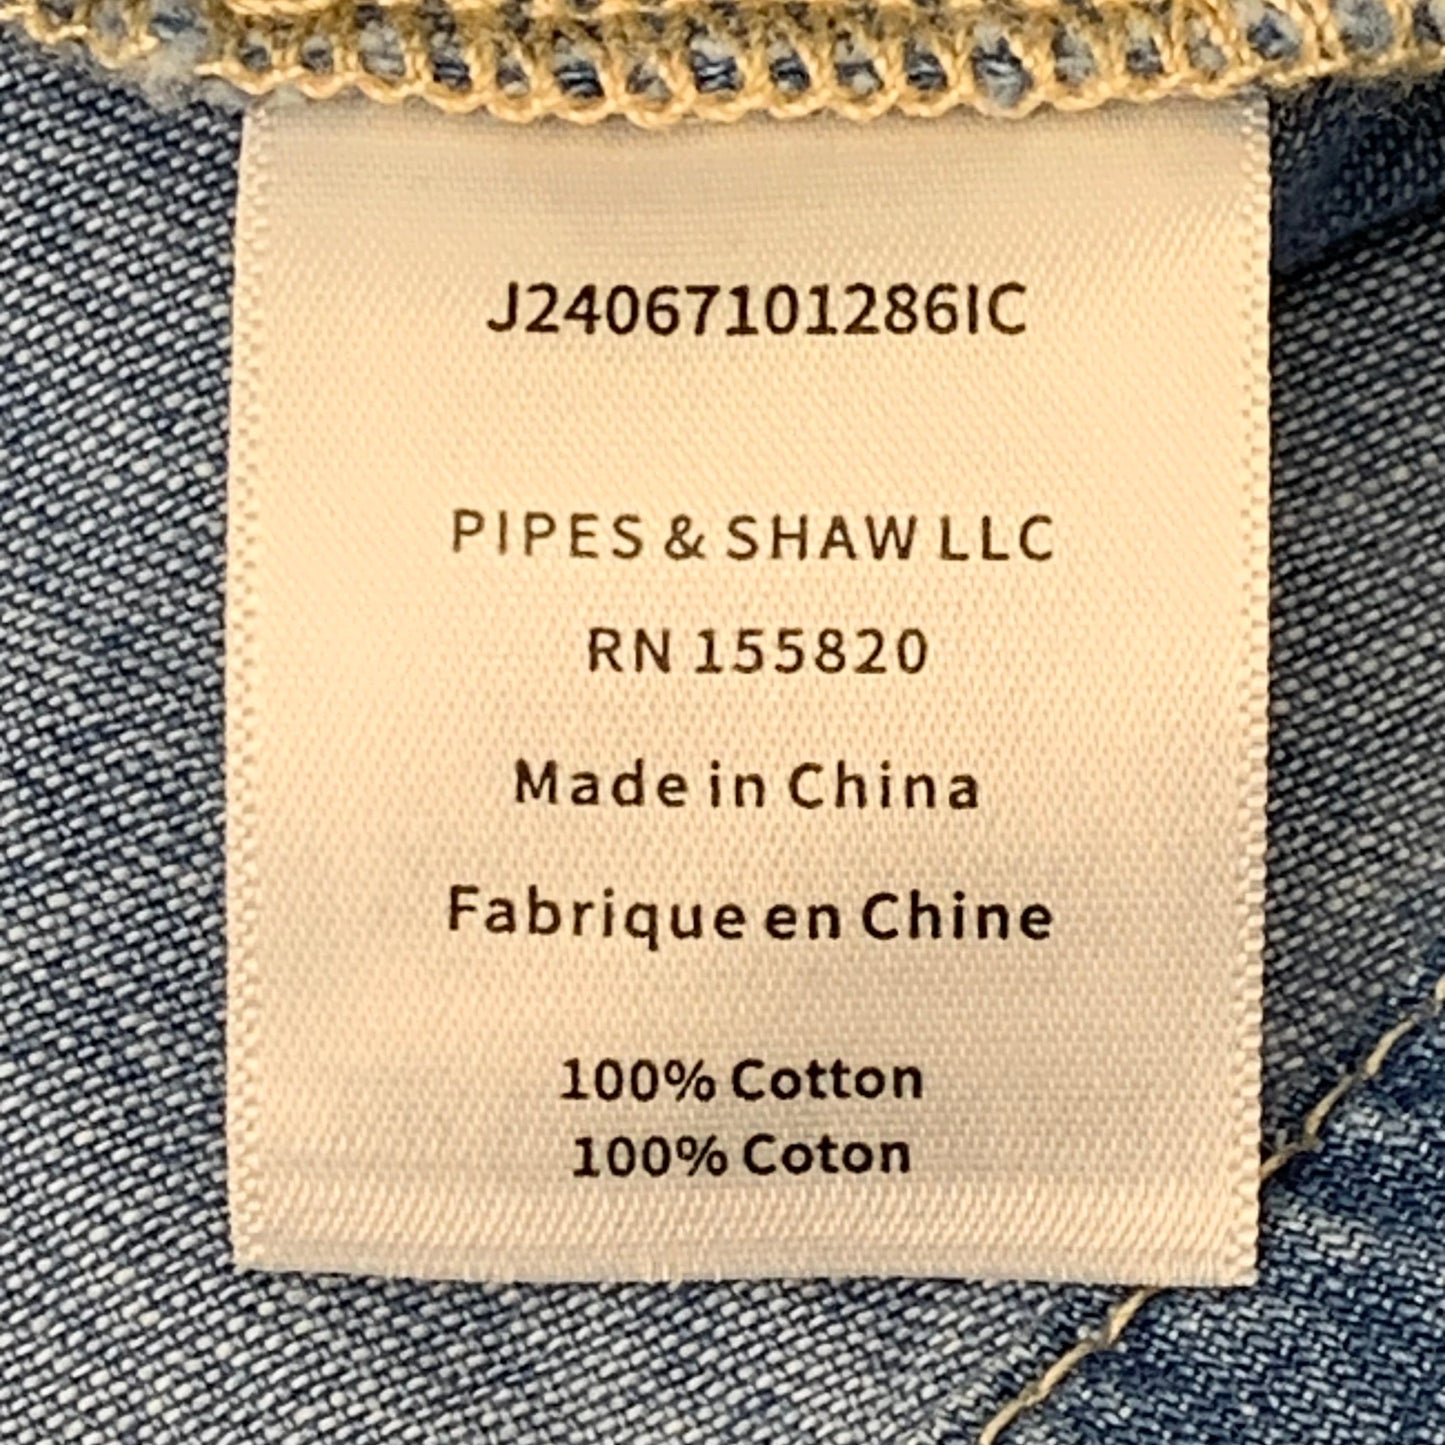 J24067101286IC
PIPES & SHAW LLC
RN 155820
Made in China
Fabrique en Chine
100% Cotton
100% Coton